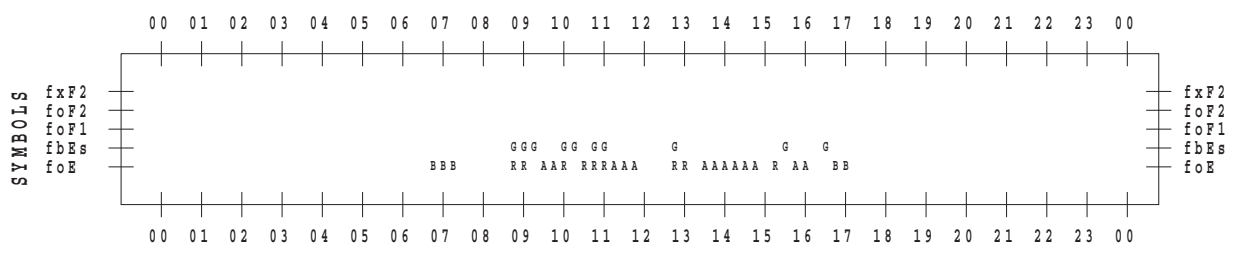 00 01 02 03 04 05 06 07 08 09 10 11 12 13 14 15 16 17 18 19 20 21 22 23 00
SYMBOLS
fxF2 fxF2
foF2 foF2
foF1 foF1
fbEs GGG GG GG G G G fbEs
foE BBB RR AAR RRRAAA RR AAAAAA R AA BB foE
00 01 02 03 04 05 06 07 08 09 10 11 12 13 14 15 16 17 18 19 20 21 22 23 00